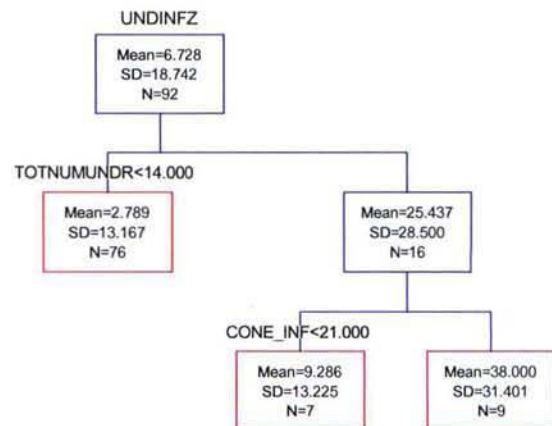 UNDINFZ
Mean=6.728
SD=18.742
N=92
TOTNUMUNDR<14.000
Mean=2.789
SD=13.167
N=76
Mean=25.437
SD=28.500
N=16
CONE_INF<21.000
Mean=9.286
SD=13.225
N=7
Mean=38.000
SD=31.401
N=9